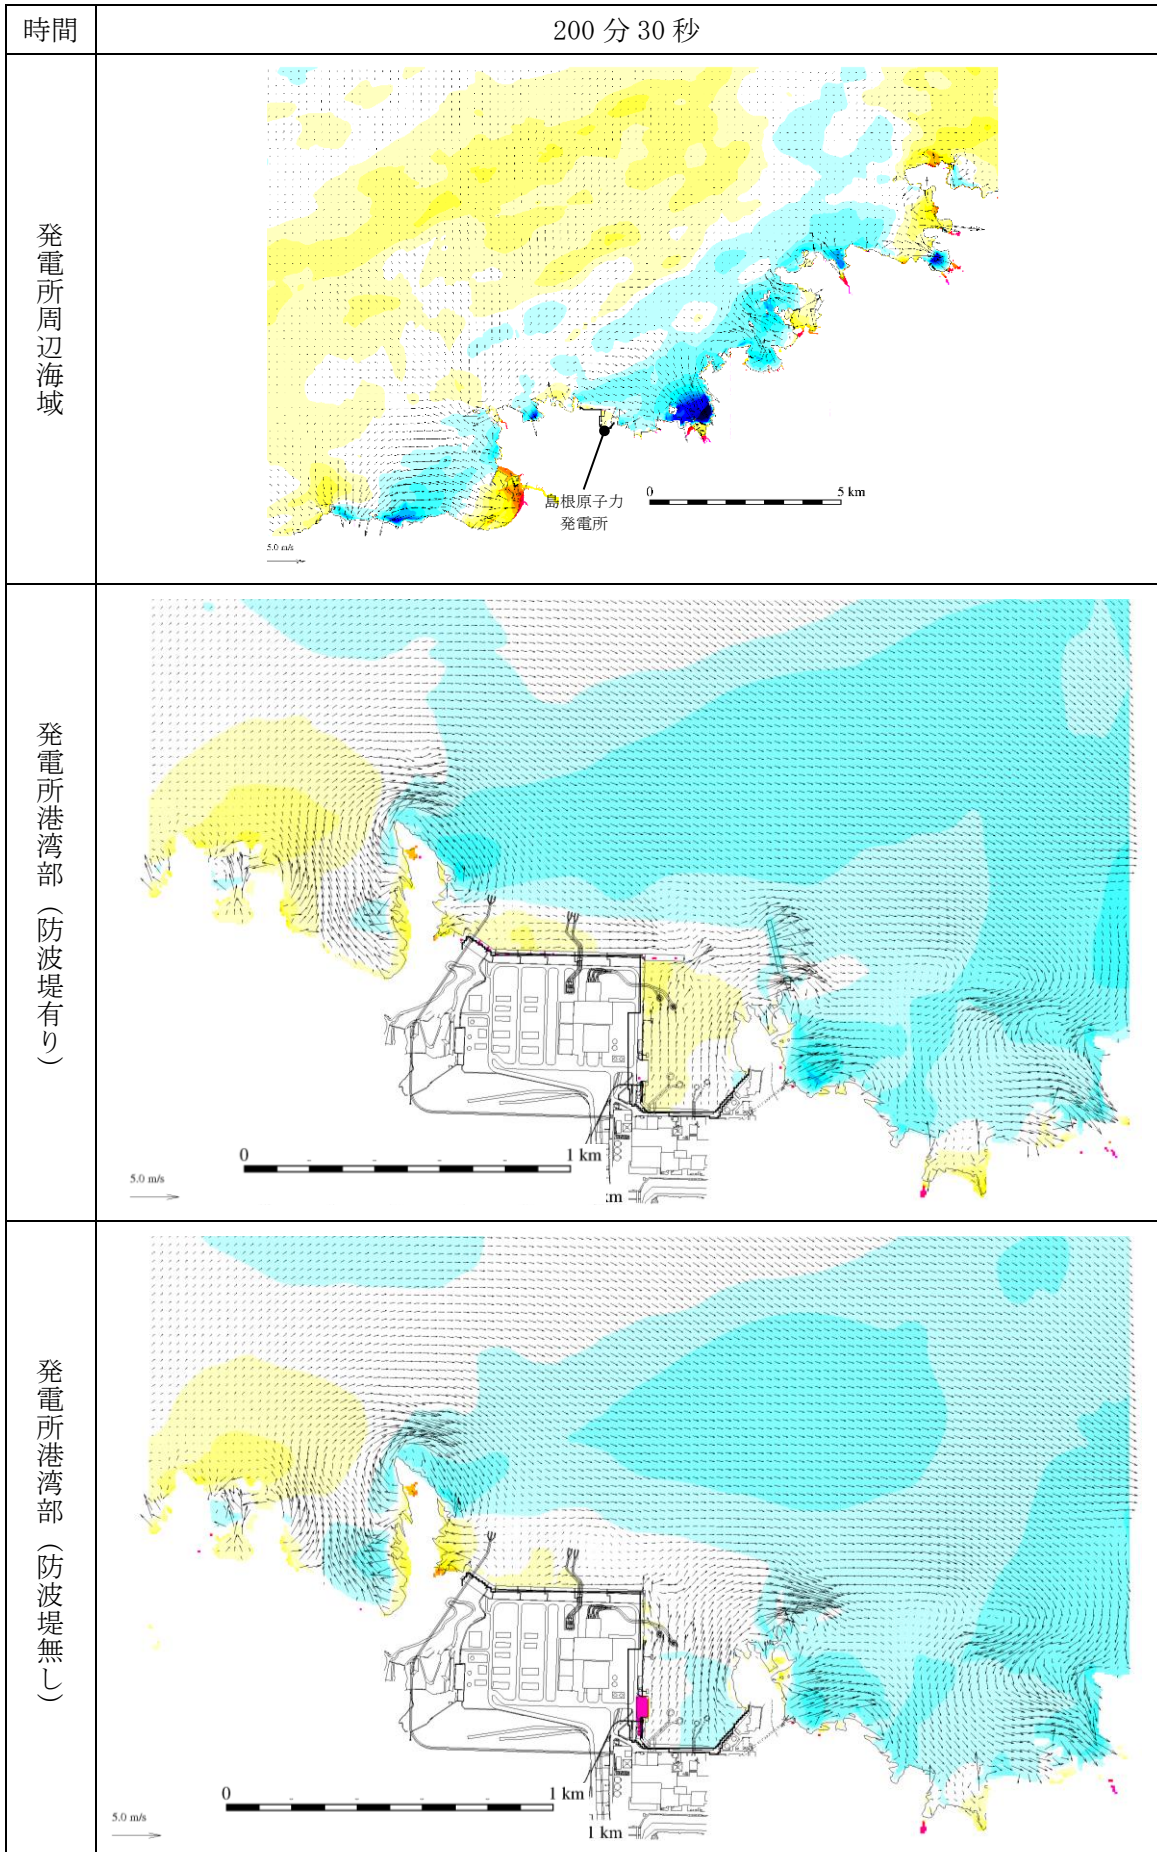 時間
200 分 30 秒
発電所周辺海域
島根原子力
発電所
0
5 km
5.0 m/s
発電所港湾部（防波堤有り）
0
1 km
5.0 m/s
:m
発電所港湾部（防波堤無し）
0
1 km
5.0 m/s
1 km